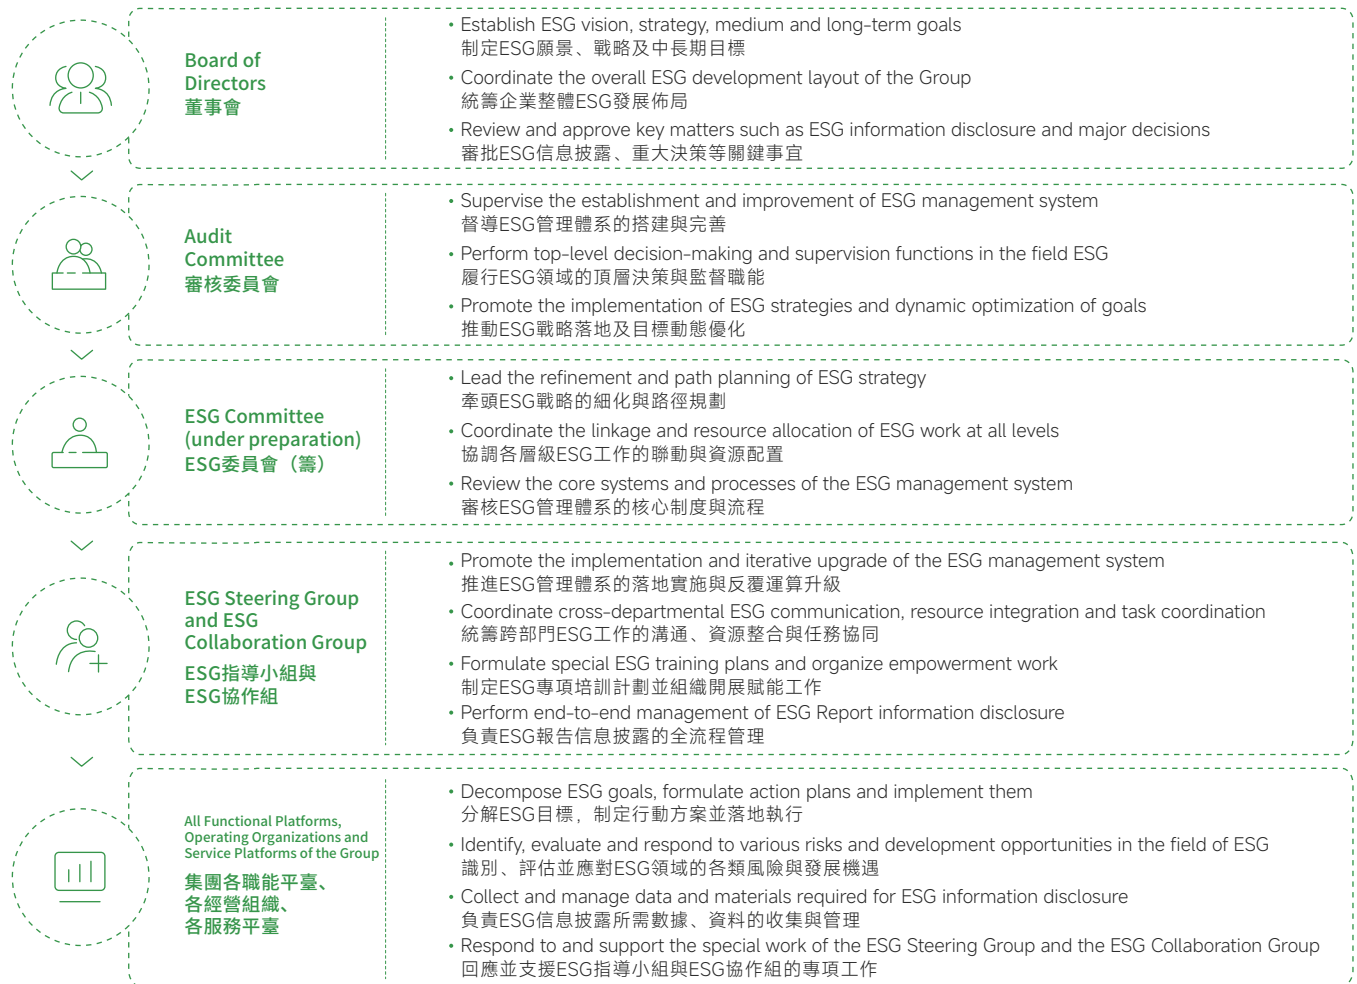 Board of
Directors
董事會
• Establish ESG vision, strategy, medium and long-term goals
制定ESG願景、戰略及中長期目標
• Coordinate the overall ESG development layout of the Group
統籌企業整體ESG發展佈局
• Review and approve key matters such as ESG information disclosure and major decisions
審批ESG信息披露、重大決策等關鍵事宜
Audit
Committee
審核委員會
• Supervise the establishment and improvement of ESG management system
督導ESG管理體系的搭建與完善
• Perform top-level decision-making and supervision functions in the field ESG
履行ESG領域的頂層決策與監督職能
• Promote the implementation of ESG strategies and dynamic optimization of goals
推動ESG戰略落地及目標動態優化
ESG Committee
(under preparation)
ESG委員會（籌）
• Lead the refinement and path planning of ESG strategy
牽頭ESG戰略的細化與路徑規劃
• Coordinate the linkage and resource allocation of ESG work at all levels
協調各層級ESG工作的聯動與資源配置
• Review the core systems and processes of the ESG management system
審核ESG管理體系的核心制度與流程
ESG Steering Group
and ESG
Collaboration Group
ESG指導小組與
ESG協作組
• Promote the implementation and iterative upgrade of the ESG management system
推進ESG管理體系的落地實施與反覆運算升級
• Coordinate cross-departmental ESG communication, resource integration and task coordination
統籌跨部門ESG工作的溝通、資源整合與任務協同
• Formulate special ESG training plans and organize empowerment work
制定ESG專項培訓計劃並組織開展賦能工作
• Perform end-to-end management of ESG Report information disclosure
負責ESG報告信息披露的全流程管理
All Functional Platforms,
Operating Organizations and
Service Platforms of the Group
集團各職能平臺、
各經營組織、
各服務平臺
• Decompose ESG goals, formulate action plans and implement them
分解ESG目標，制定行動方案並落地執行
• Identify, evaluate and respond to various risks and development opportunities in the field of ESG
識別、評估並應對ESG領域的各類風險與發展機遇
• Collect and manage data and materials required for ESG information disclosure
負責ESG信息披露所需數據、資料的收集與管理
• Respond to and support the special work of the ESG Steering Group and the ESG Collaboration Group
回應並支援ESG指導小組與ESG協作組的專項工作